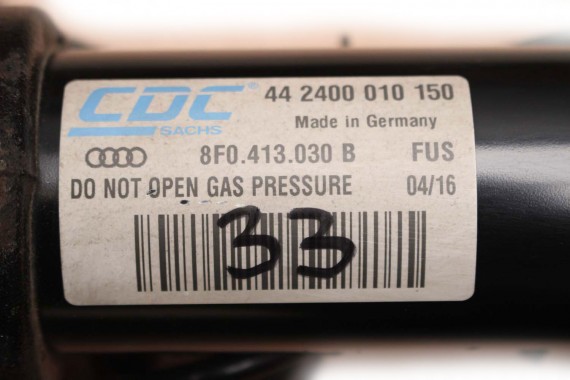 CDC 44 2400 010 150
SACHS Made in Germany
8F0.413.030 B FUS
DO NOT OPEN GAS PRESSURE 04/16
33